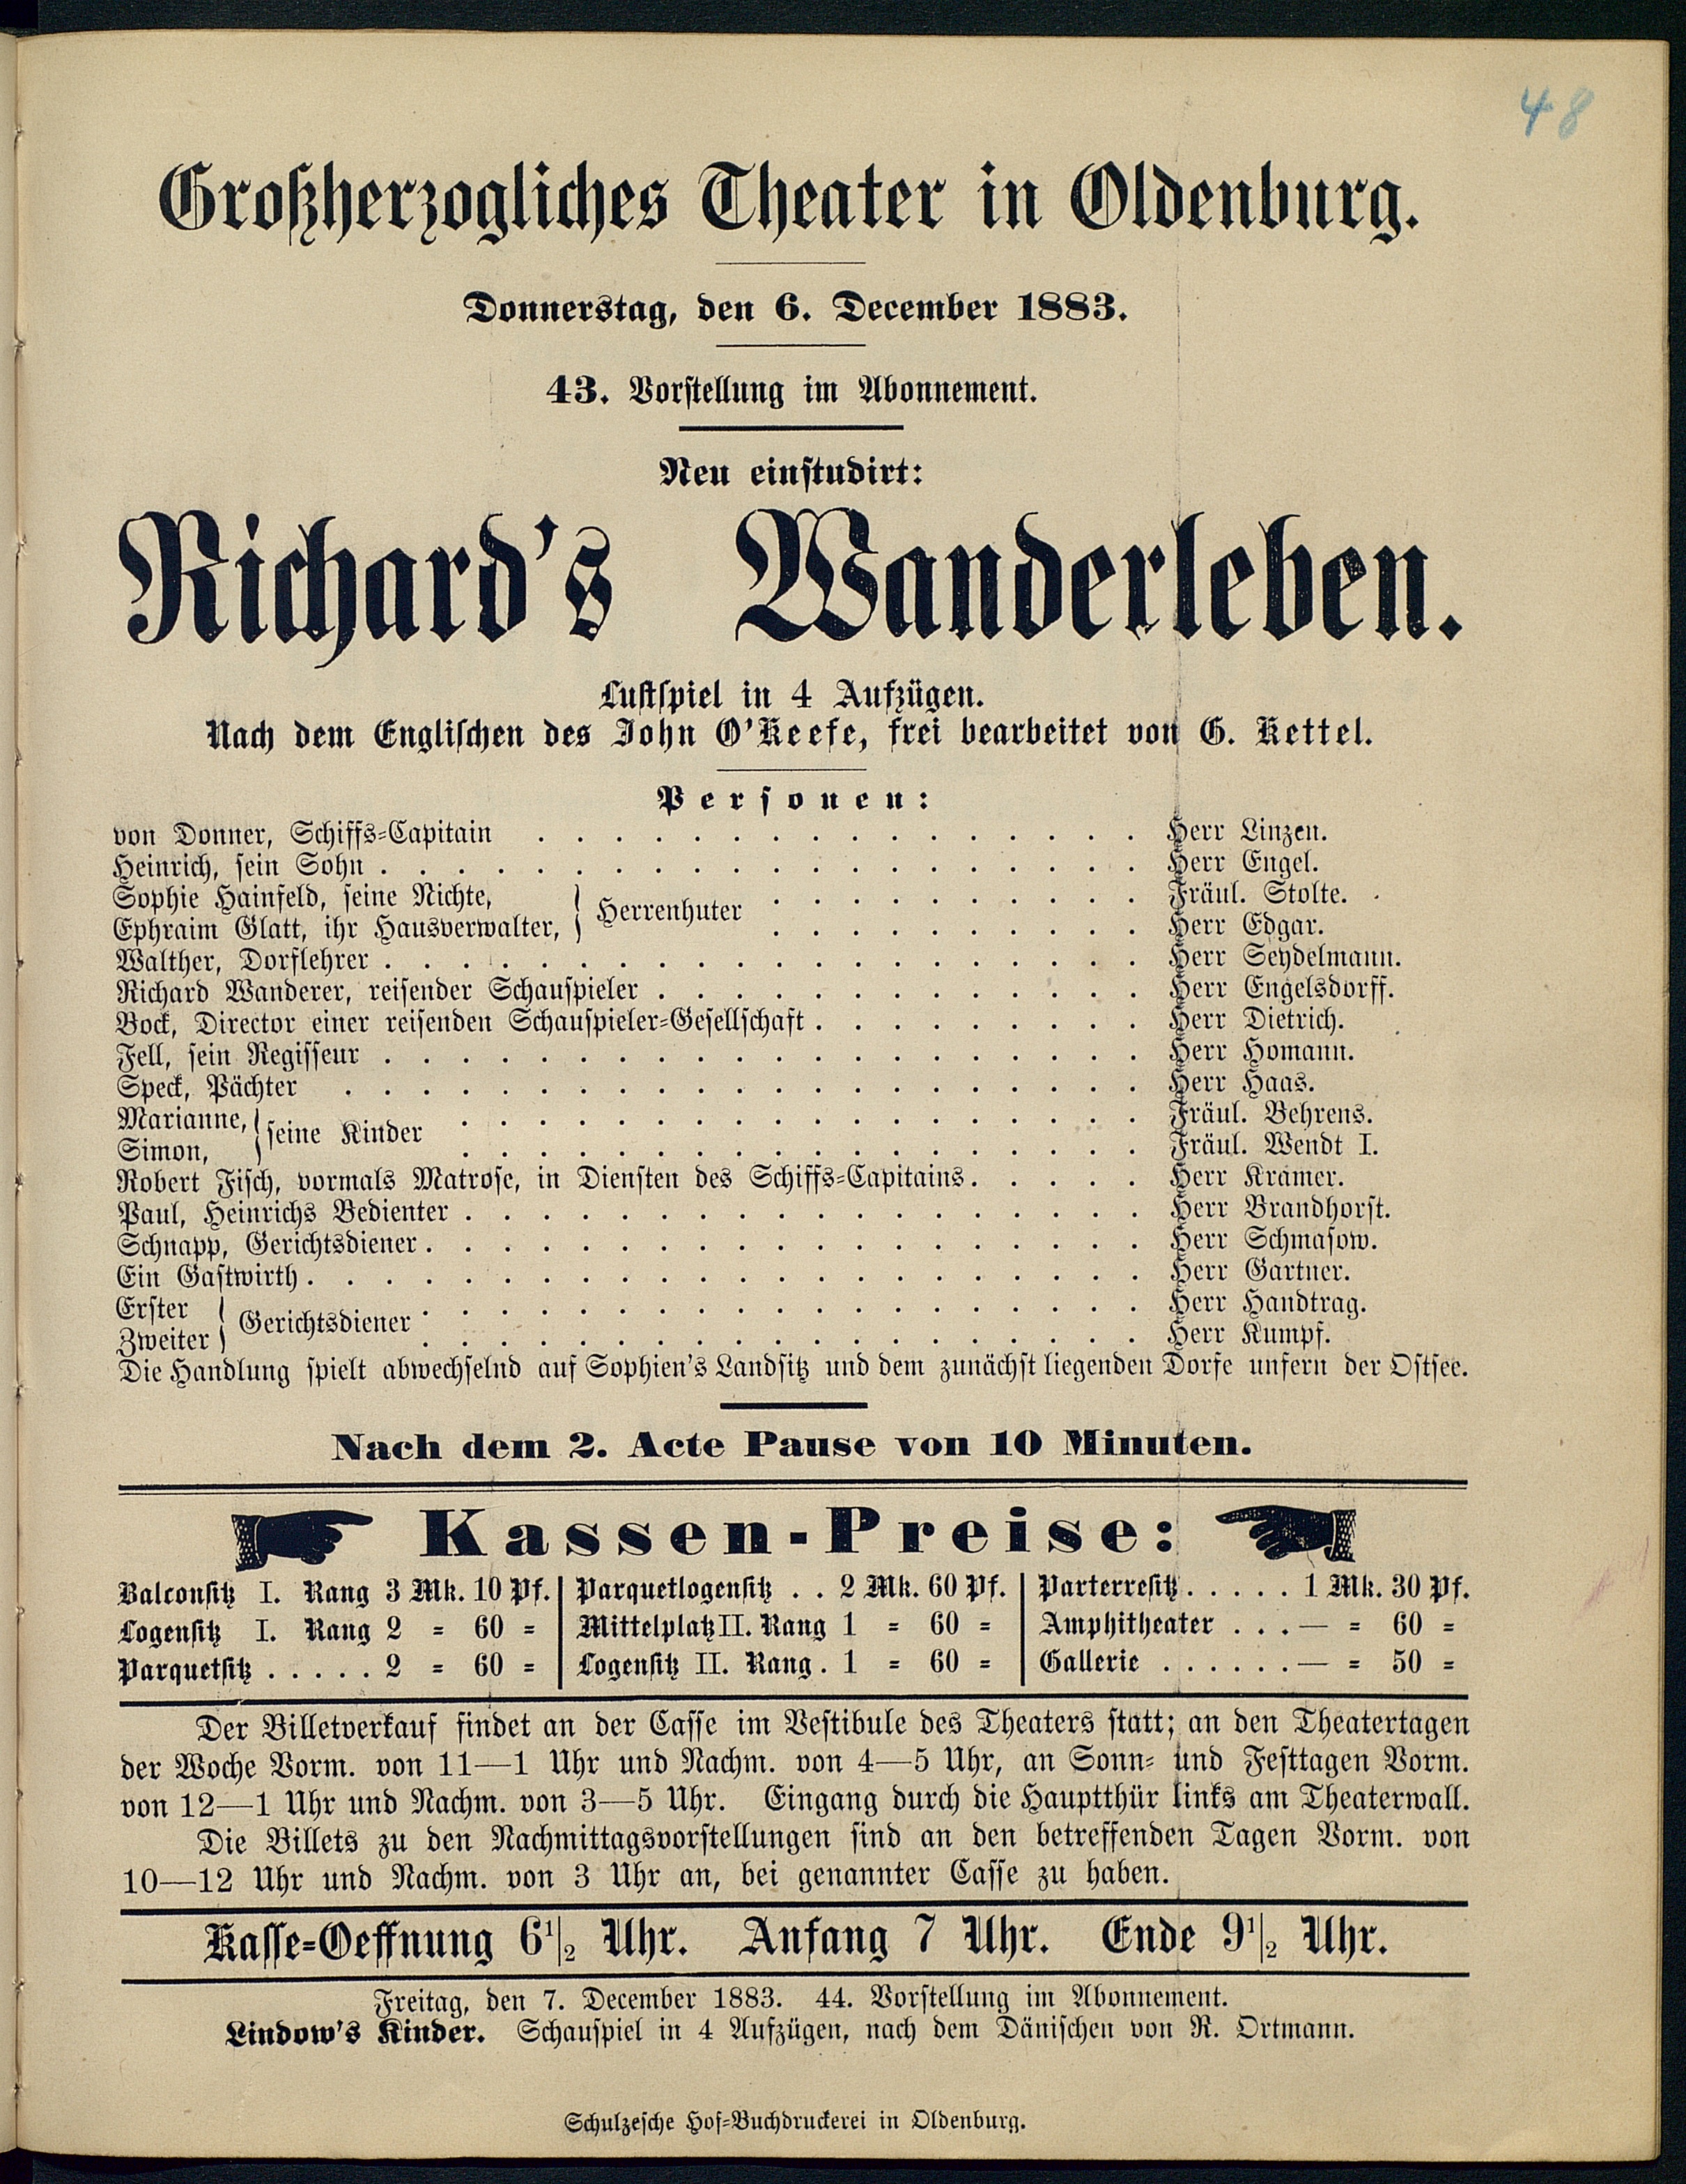 48
Großherzogliches Theater in Oldenburg.
Donnerstag, den 6. December 1883.
43. Vorstellung im Abonnement.
Neu einstudirt:
Richard's Wanderleben.
Lustspiel in 4 Aufzügen.
Nach dem Englischen des John O'Keefe, frei bearbeitet von G. Kettel.
Personen:
von Donner, Schiffs-Capitain . . . . . . . . . . . . . . . . Herr Linzen.
Heinrich, sein Sohn . . . . . . . . . . . . . . . . . . . . Herr Engel.
Sophie Hainfeld, seine Nichte, } Herrenhuter . . . . . . . . . . Fräul. Stolte.
Ephraim Glatt, ihr Hausverwalter, } . . . . . . . . . . Herr Edgar.
Walther, Dorflehrer . . . . . . . . . . . . . . . . . . . . Herr Seydelmann.
Richard Wanderer, reisender Schauspieler . . . . . . . . . . . . . Herr Engelsdorff.
Bock, Director einer reisenden Schauspieler-Gesellschaft . . . . . . . . . Herr Dietrich.
Fell, sein Regisseur . . . . . . . . . . . . . . . . . . . . Herr Homann.
Speck, Pächter . . . . . . . . . . . . . . . . . . . . . Herr Haas.
Marianne, } seine Kinder . . . . . . . . . . . . . . . . . . Fräul. Behrens.
Simon, } . . . . . . . . . . . . . . . . . . Fräul. Wendt I.
Robert Fisch, vormals Matrose, in Diensten des Schiffs-Capitains . . . . . Herr Kramer.
Paul, Heinrichs Bedienter . . . . . . . . . . . . . . . . . . Herr Brandhorst.
Schnapp, Gerichtsdiener . . . . . . . . . . . . . . . . . . . Herr Schmasow.
Ein Gastwirth . . . . . . . . . . . . . . . . . . . . . . Herr Gartner.
Erster } Gerichtsdiener . . . . . . . . . . . . . . . . . . . Herr Handtrag.
Zweiter } . . . . . . . . . . . . . . . . . . . Herr Kumpf.
Die Handlung spielt abwechselnd auf Sophien's Landsitz und dem zunächst liegenden Dorfe unfern der Ostsee.
Nach dem 2. Acte Pause von 10 Minuten.
Kassen-Preise:
Balconsitz I. Rang 3 Mk. 10 Pf. | Parquetlogensitz . . 2 Mk. 60 Pf. | Parterresitz . . . . . 1 Mk. 30 Pf.
Logensitz I. Rang 2 = 60 = | Mittelplatz II. Rang 1 = 60 = | Amphitheater . . . — = 60 =
Parquetsitz . . . . . 2 = 60 = | Logensitz II. Rang . 1 = 60 = | Gallerie . . . . . . — = 50 =
Der Billetverkauf findet an der Casse im Vestibule des Theaters statt; an den Theatertagen
der Woche Vorm. von 11—1 Uhr und Nachm. von 4—5 Uhr, an Sonn- und Festtagen Vorm.
von 12—1 Uhr und Nachm. von 3—5 Uhr. Eingang durch die Hauptthür links am Theaterwall.
Die Billets zu den Nachmittagsvorstellungen sind an den betreffenden Tagen Vorm. von
10—12 Uhr und Nachm. von 3 Uhr an, bei genannter Casse zu haben.
Kasse-Oeffnung 6 1/2 Uhr. Anfang 7 Uhr. Ende 9 1/2 Uhr.
Freitag, den 7. December 1883. 44. Vorstellung im Abonnement.
Lindow's Kinder. Schauspiel in 4 Aufzügen, nach dem Dänischen von R. Ortmann.
Schulzesche Hof-Buchdruckerei in Oldenburg.